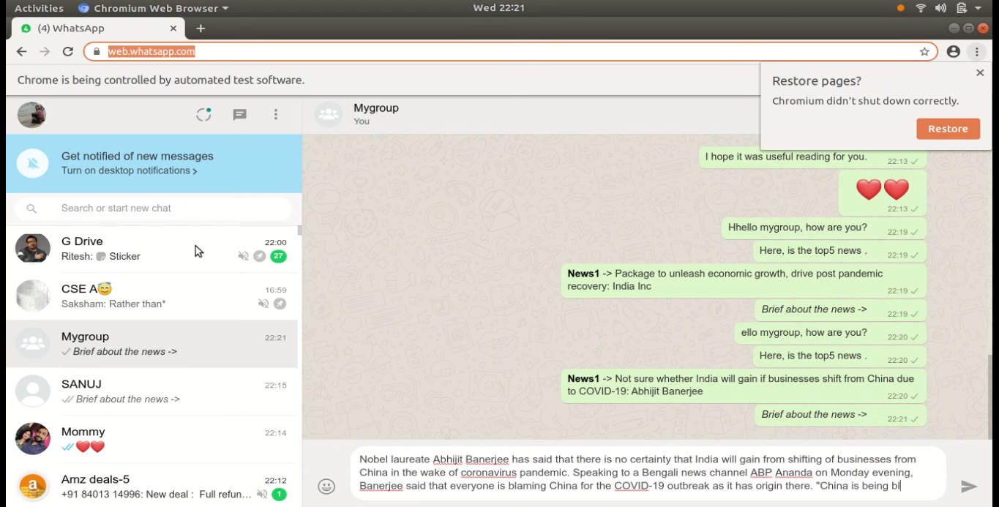 Activities Chromium Web Browser Wed 22:21
(4) WhatsApp
web.whatsapp.com
Chrome is being controlled by automated test software.
Restore pages?
Chromium didn't shut down correctly.
Restore
Mygroup
You
Get notified of new messages
Turn on desktop notifications >
Search or start new chat
G Drive 22:00
Ritesh: Sticker 27
CSE A😇 16:59
Saksham: Rather than*
Mygroup 22:21
Brief about the news ->
SANUJ 22:15
Brief about the news ->
Mommy 22:14
❤️❤️
Amz deals-5 22:12
+91 84013 14996: New deal : Full refun... 1
I hope it was useful reading for you. 22:13
❤️❤️
22:13
Hhello mygroup, how are you? 22:19
Here, is the top5 news . 22:19
News1 -> Package to unleash economic growth, drive post pandemic
recovery: India Inc 22:19
Brief about the news -> 22:19
ello mygroup, how are you? 22:20
Here, is the top5 news . 22:20
News1 -> Not sure whether India will gain if businesses shift from China due
to COVID-19: Abhijit Banerjee 22:20
Brief about the news -> 22:21
Nobel laureate Abhijit Banerjee has said that there is no certainty that India will gain from shifting of businesses from
China in the wake of coronavirus pandemic. Speaking to a Bengali news channel ABP Ananda on Monday evening,
Banerjee said that everyone is blaming China for the COVID-19 outbreak as it has origin there. "China is being bl